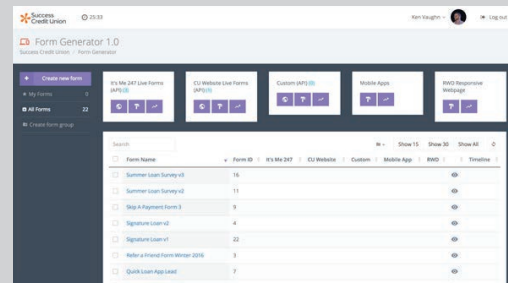 Success
Credit Union
25:33
Ken Vaughn
Log out
Form Generator 1.0
Success Credit Union / Form Generator
+ Create new form
My Forms 0
All Forms 22
Create form group
It's Me 247 Live Forms
(API)
CU Website Live Forms
(API)
Custom (API)
Mobile Apps
RWO Responsive
Webpage
Search
Show 15 Show 30 Show All
Form Name Form ID It's Me 247 CU Website Custom Mobile App RWO Timeline
Summer Loan Survey v3 16
Summer Loan Survey v2 11
Skip A Payment Form 3 9
Signature Loan v2 4
Signature Loan v1 22
Refer a Friend Form Winter 2016 3
Quick Loan App Lead 7